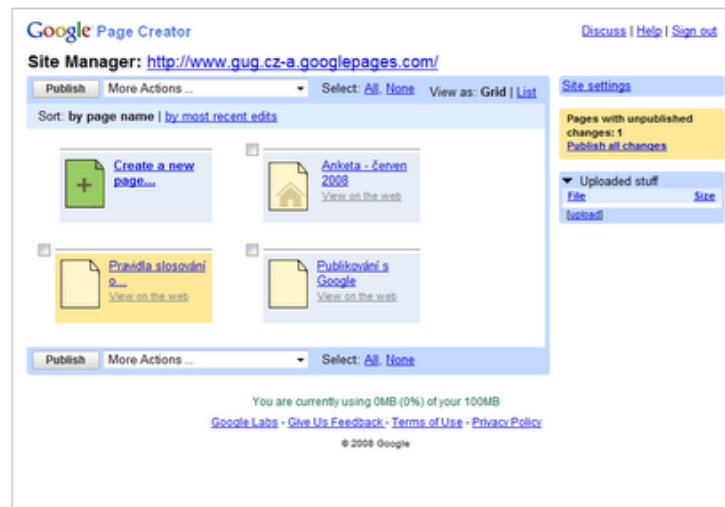 Google Page Creator
Discuss | Help | Sign out
Site Manager: http://www.gug.cz-a.googlepages.com/
Publish More Actions ... Select: All, None View as: Grid | List
Sort: by page name | by most recent edits
Create a new
page...
Anketa - červen
2008
View on the web
Pravidla slosování
o...
View on the web
Publikování s
Google
View on the web
Publish More Actions ... Select: All, None
Site settings
Pages with unpublished
changes: 1
Publish all changes
Uploaded stuff
File Size
[upload]
You are currently using 0MB (0%) of your 100MB
Google Labs - Give Us Feedback - Terms of Use - Privacy Policy
© 2008 Google